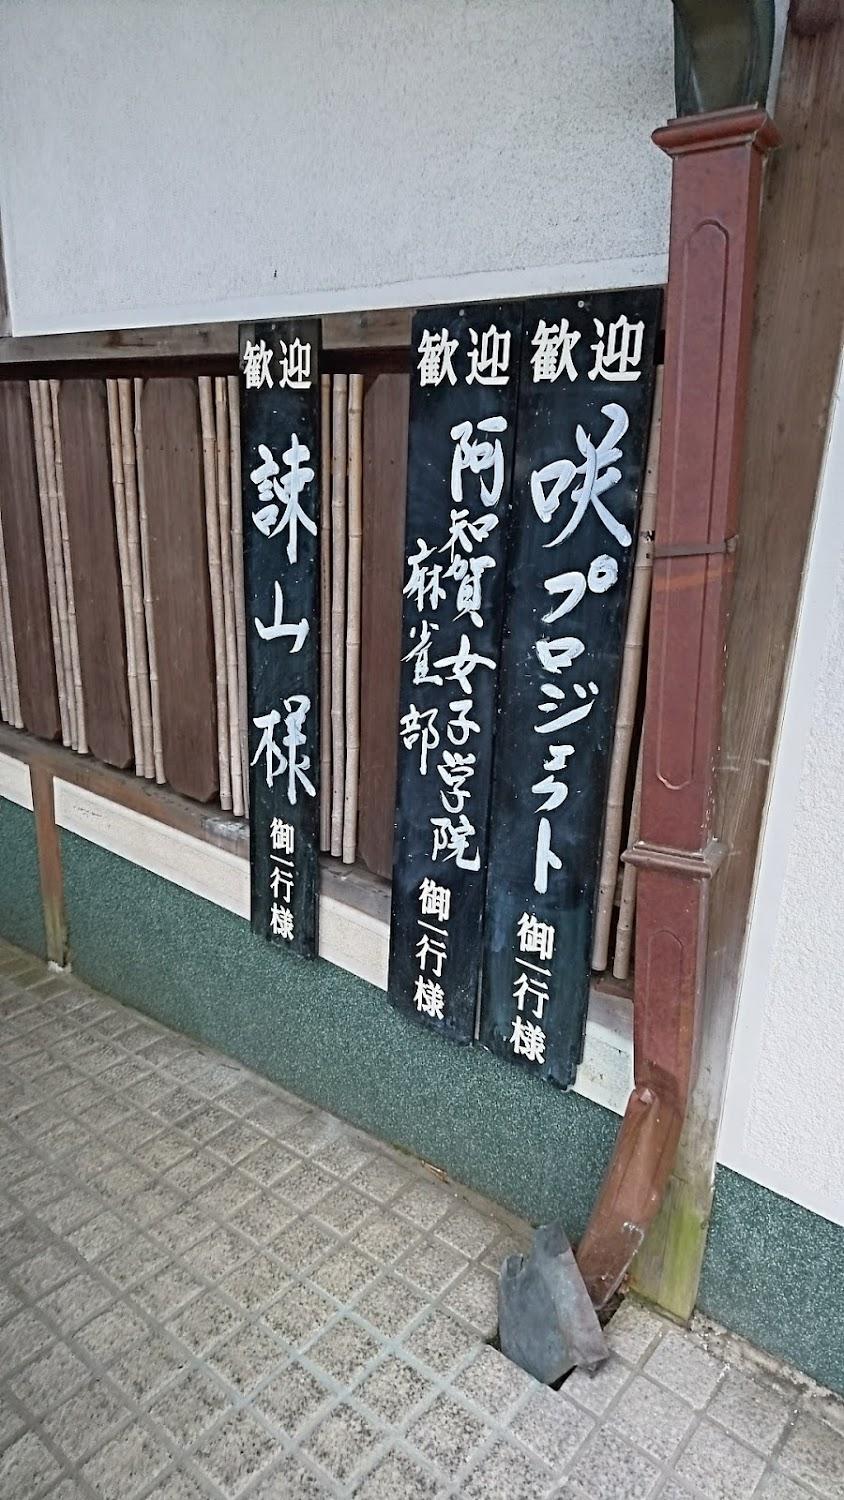 歓迎
咲プロジェクト
御一行様
歓迎
阿知賀女子学院
麻雀部
御一行様
歓迎
諫山様
御一行様